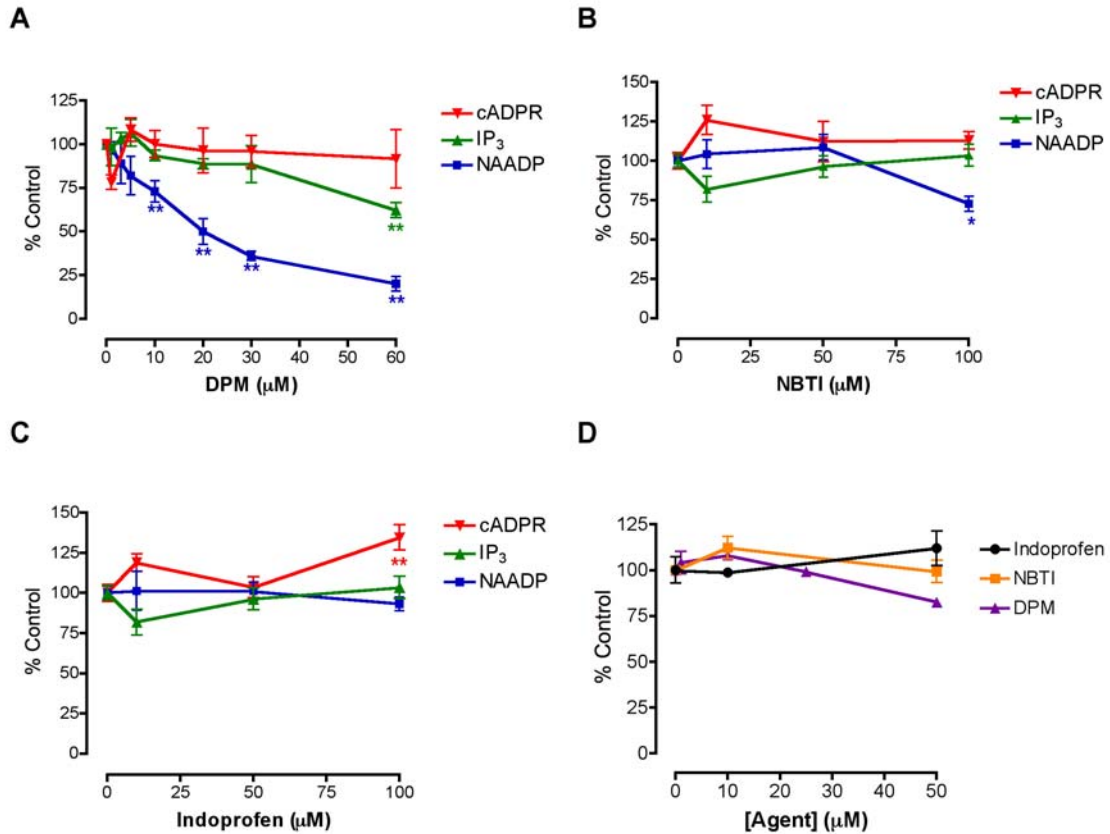 A
% Control
125
100
75
50
25
0
**
**
**
**
**
0 10 20 30 40 50 60
DPM (μM)
cADPR
IP₃
NAADP
B
% Control
150
125
100
75
50
25
0
*
0 25 50 75 100
NBTI (μM)
cADPR
IP₃
NAADP
C
% Control
150
125
100
75
50
25
0
**
0 25 50 75 100
Indoprofen (μM)
cADPR
IP₃
NAADP
D
% Control
125
100
75
50
25
0
0 10 20 30 40 50
[Agent] (μM)
Indoprofen
NBTI
DPM